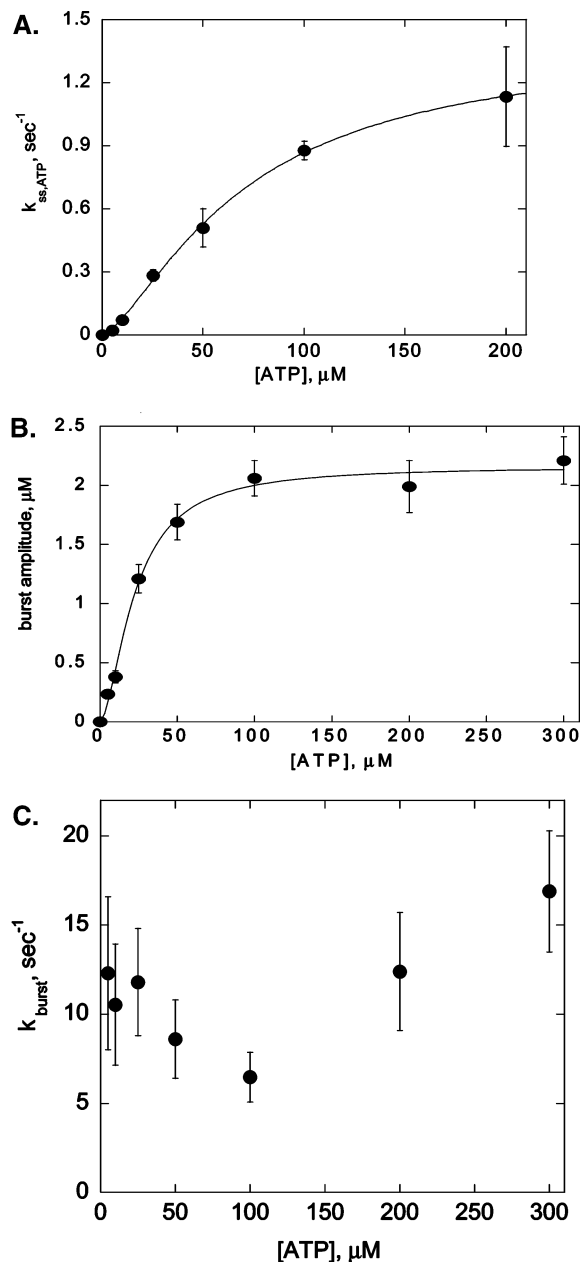 A.
1.5
1.2
0.9
0.6
0.3
0
k ss,ATP, sec-1
0 50 100 150 200
[ATP], μM
B.
2.5
2
1.5
1
0.5
0
burst amplitude, μM
0 50 100 150 200 250 300
[ATP], μM
C.
20
15
10
5
0
k burst, sec-1
0 50 100 150 200 250 300
[ATP], μM